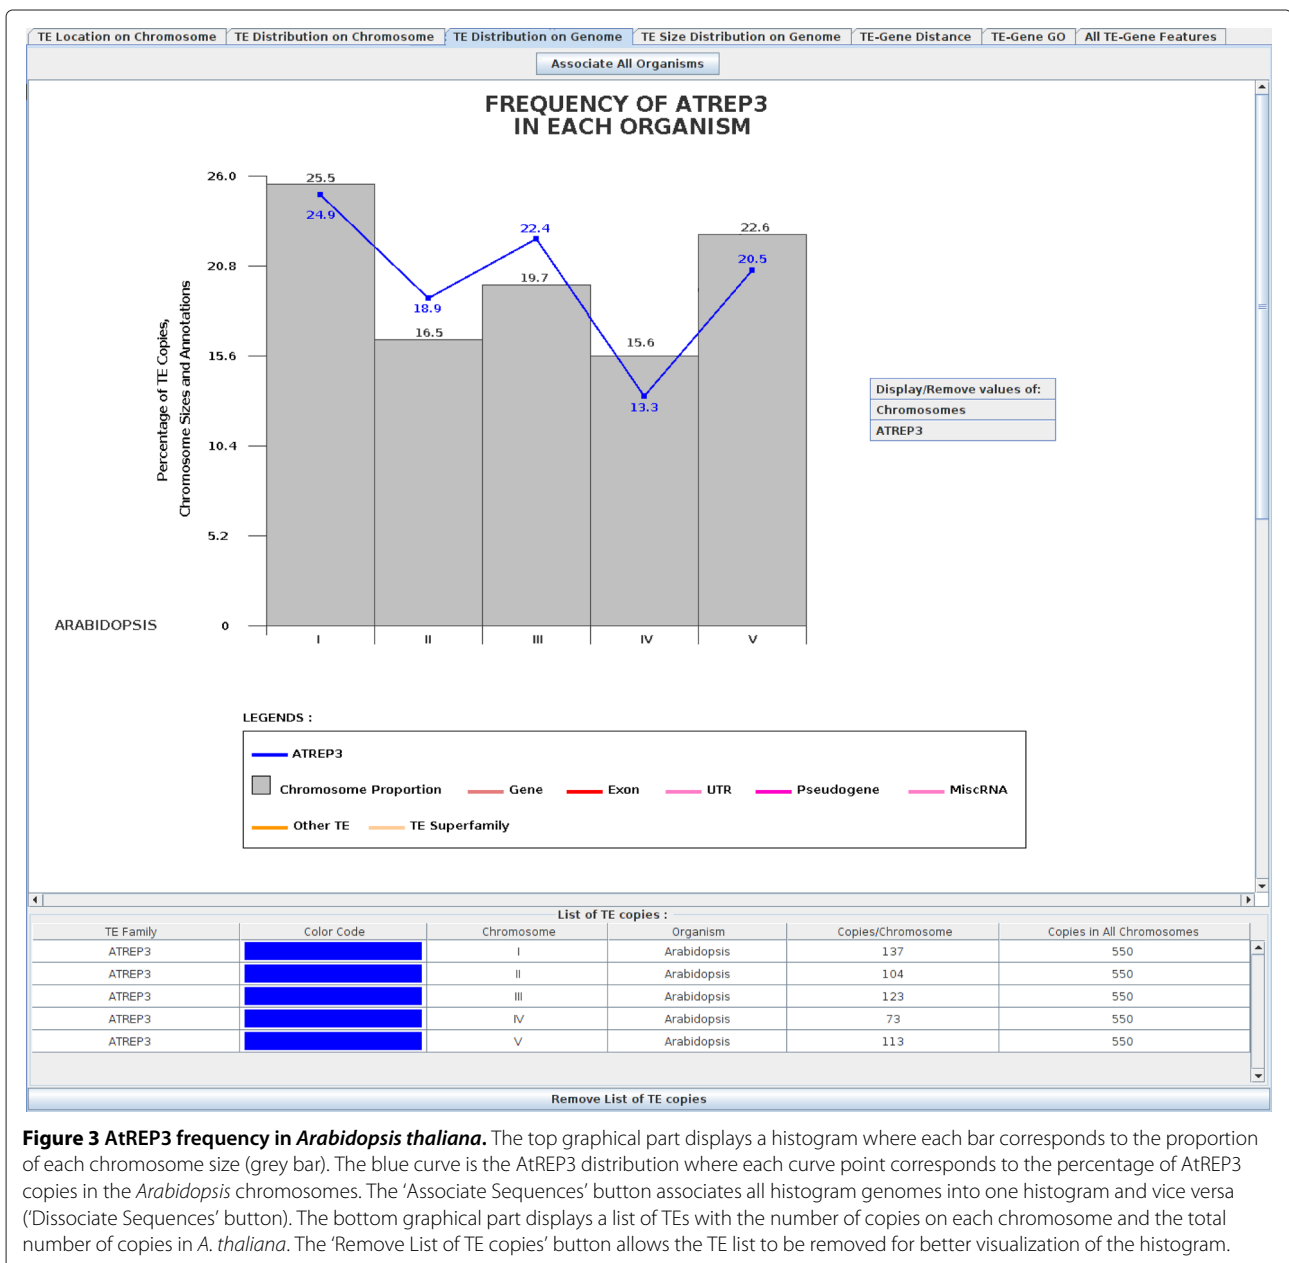 TE Location on Chromosome TE Distribution on Chromosome TE Distribution on Genome TE Size Distribution on Genome TE-Gene Distance TE-Gene GO All TE-Gene Features
Associate All Organisms
FREQUENCY OF ATREP3
IN EACH ORGANISM
Percentage of TE Copies,
Chromosome Sizes and Annotations
26.0
20.8
15.6
10.4
5.2
0
25.5
24.9
18.9
16.5
22.4
19.7
15.6
13.3
22.6
20.5
ARABIDOPSIS
I II III IV V
Display/Remove values of:
Chromosomes
ATREP3
LEGENDS :
ATREP3
Chromosome Proportion Gene Exon UTR Pseudogene MiscRNA
Other TE TE Superfamily
List of TE copies :
TE Family Color Code Chromosome Organism Copies/Chromosome Copies in All Chromosomes
ATREP3 I Arabidopsis 137 550
ATREP3 II Arabidopsis 104 550
ATREP3 III Arabidopsis 123 550
ATREP3 IV Arabidopsis 73 550
ATREP3 V Arabidopsis 113 550
Remove List of TE copies
Figure 3 AtREP3 frequency in Arabidopsis thaliana. The top graphical part displays a histogram where each bar corresponds to the proportion
of each chromosome size (grey bar). The blue curve is the AtREP3 distribution where each curve point corresponds to the percentage of AtREP3
copies in the Arabidopsis chromosomes. The ‘Associate Sequences’ button associates all histogram genomes into one histogram and vice versa
(‘Dissociate Sequences’ button). The bottom graphical part displays a list of TEs with the number of copies on each chromosome and the total
number of copies in A. thaliana. The ‘Remove List of TE copies’ button allows the TE list to be removed for better visualization of the histogram.